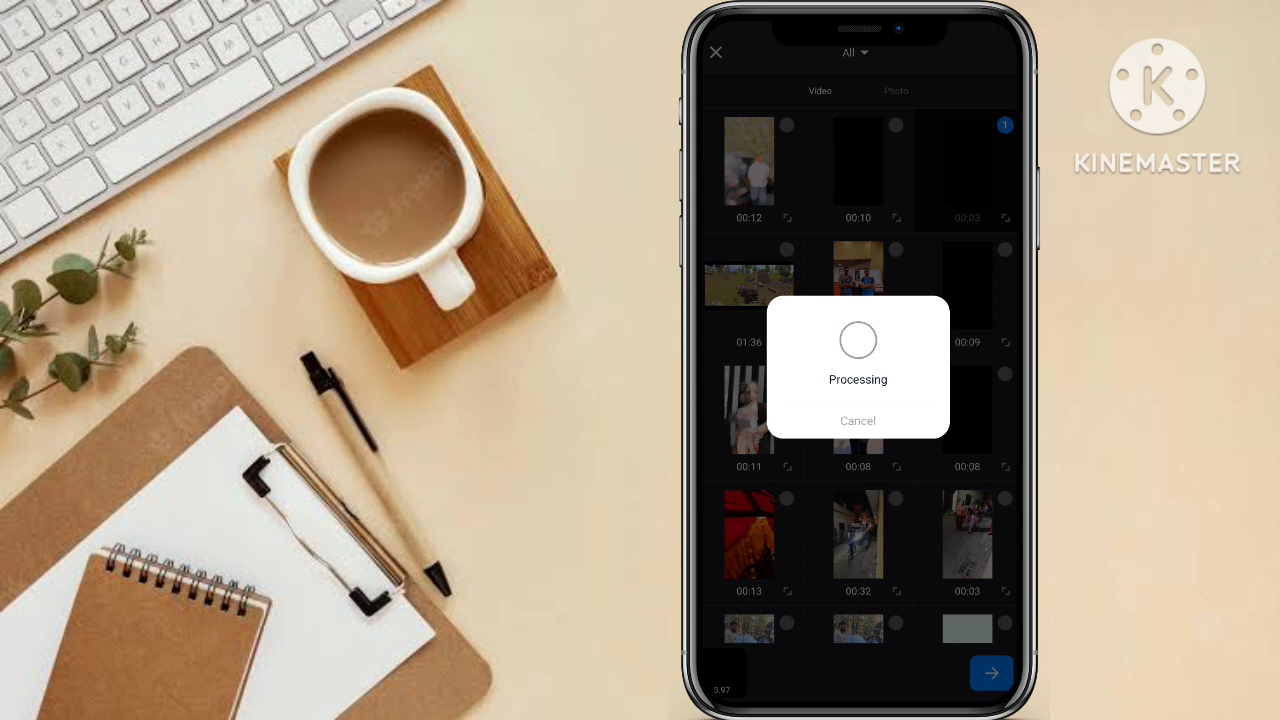 All
Video Photo
1
00:12 00:10 00:03
01:36 00:09
Processing
Cancel
00:11 00:08 00:08
00:13 00:32 00:03
3.97
K
KINEMASTER